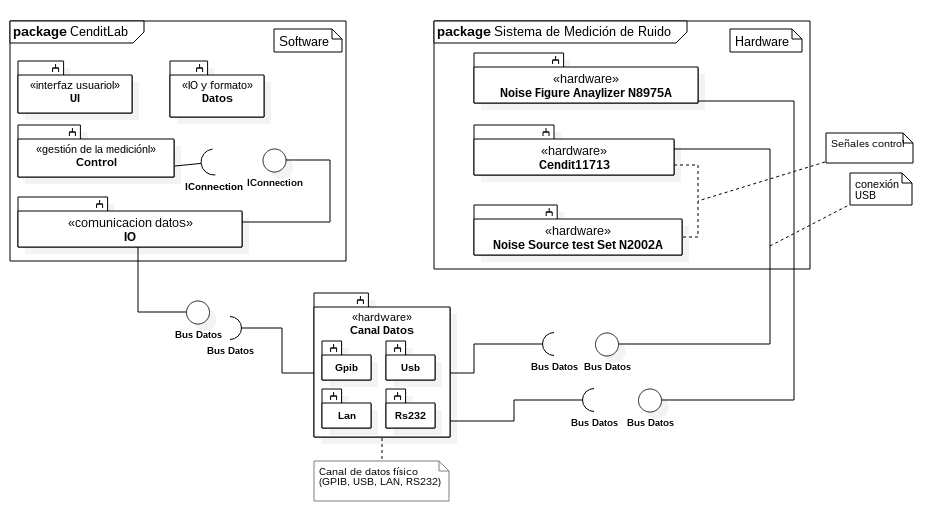 package CenditLab
Software
«interfaz usuarioI»
UI
«IO y formato»
Datos
«gestión de la mediciónI»
Control
IConnection
IConnection
«comunicacion datos»
IO
package Sistema de Medición de Ruido
Hardware
«hardware»
Noise Figure Anaylizer N8975A
«hardware»
Cendit11713
«hardware»
Noise Source test Set N2002A
Señales control
conexión
USB
Bus Datos
Bus Datos
«hardware»
Canal Datos
Gpib
Usb
Lan
Rs232
Bus Datos
Bus Datos
Bus Datos
Bus Datos
Canal de datos físico
(GPIB, USB, LAN, RS232)